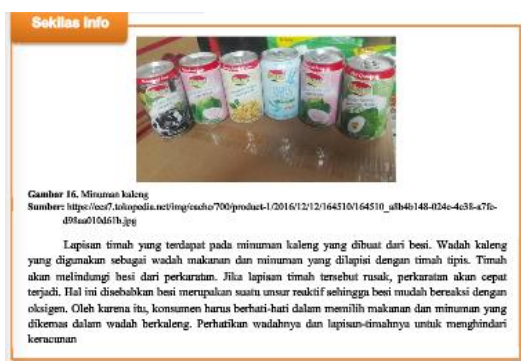 Sekilas info
Gambar 16. Minuman kaleng
Sumber: https://ecs7.tokopedia.net/img/cache/700/product-1/2016/12/12/164510/164510_a8b4b148-024c-4c38-a7fc-
d98aa010d61b.jpg
Lapisan timah yang terdapat pada minuman kaleng yang dibuat dari besi. Wadah kaleng
yang digunakan sebagai wadah makanan dan minuman yang dilapisi dengan timah tipis. Timah
akan melindungi besi dari perkaratan. Jika lapisan timah tersebut rusak, perkaratan akan cepat
terjadi. Hal ini disebabkan besi merupakan suatu unsur reaktif sehingga besi mudah bereaksi dengan
oksigen. Oleh karena itu, konsumen harus berhati-hati dalam memilih makanan dan minuman yang
dikemas dalam wadah berkaleng. Perhatikan wadahnya dan lapisan-timahnya untuk menghindari
keracunan